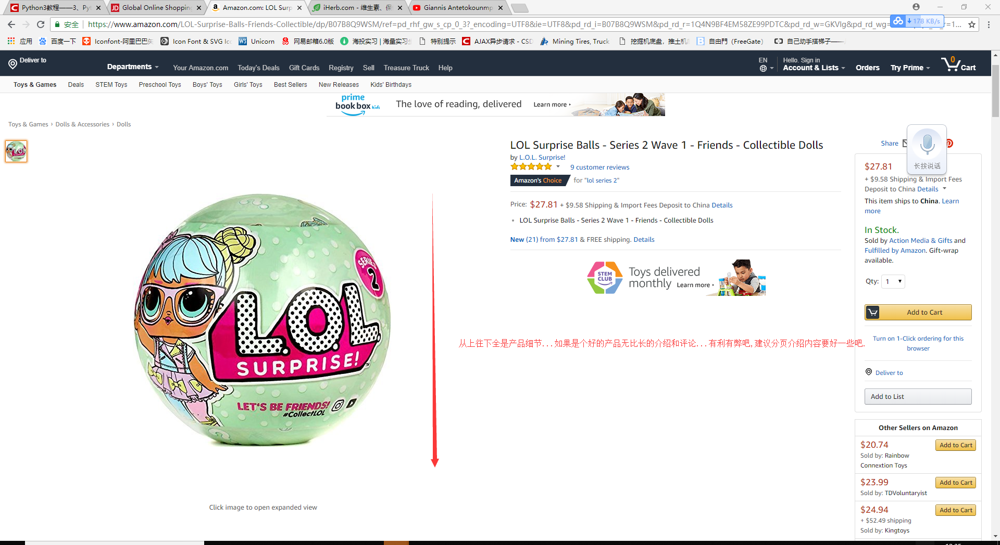 Python3教程——3、Pyt
Global Online Shopping
Amazon.com: LOL Surp
iHerb.com - 维生素、保
Giannis Antetokounmp
安全
https://www.amazon.com/LOL-Surprise-Balls-Friends-Collectible/dp/B07B8Q9WSM/ref=pd_rhf_gw_s_cp_0_3?_encoding=UTF8&ie=UTF8&pd_rd_i=B07B8Q9WSM&pd_rd_r=1Q4N9BF4EM58ZE99PDTC&pd_rd_w=GKVlg&pd_rd_wg=
178 KB/s
应用
百度一下
Iconfont-阿里巴巴矢
Icon Font & SVG Ic
Unicorn
网易邮箱6.0版
海投实习 | 海量实习生
特别提示
AJAX异步请求 - CSD
Mining Tires, Truck
挖掘机底盘，推土机
自由門（FreeGate）
自己动手搭梯子——
Deliver to
Departments
Your Amazon.com
Today's Deals
Gift Cards
Registry
Sell
Treasure Truck
Help
EN
Hello. Sign in
Account & Lists
Orders
Try Prime
0
Cart
Toys & Games
Deals
STEM Toys
Preschool Toys
Boys' Toys
Girls' Toys
Best Sellers
New Releases
Kids' Birthdays
prime
book box kids
The love of reading, delivered
Learn more ›
Toys & Games › Dolls & Accessories › Dolls
LOL Surprise Balls - Series 2 Wave 1 - Friends - Collectible Dolls
by L.O.L. Surprise!
9 customer reviews
Amazon's Choice for "lol series 2"
Price: $27.81 + $9.58 Shipping & Import Fees Deposit to China Details
• LOL Surprise Balls - Series 2 Wave 1 - Friends - Collectible Dolls
New (21) from $27.81 & FREE shipping. Details
STEM
CLUB
Toys delivered
monthly Learn more ›
SERIES
2
L.O.L.
SURPRISE!
™
LET'S BE FRIENDS!
#CollectLOL
从上往下全是产品细节...如果是个好的产品无比长的介绍和评论...有利有弊吧,建议分页介绍内容要好一些吧.
Click image to open expanded view
Share
长按说话
$27.81
+ $9.58 Shipping & Import Fees
Deposit to China Details
This item ships to China. Learn
more
In Stock.
Sold by Action Media & Gifts and
Fulfilled by Amazon. Gift-wrap
available.
Qty: 1
Add to Cart
Turn on 1-Click ordering for this
browser
Deliver to
Add to List
Other Sellers on Amazon
$20.74
Add to Cart
Sold by: Rainbow
Connextion Toys
$23.99
Add to Cart
Sold by: TDVoluntaryist
$24.94
Add to Cart
+ $52.49 shipping
Sold by: Kingtoys